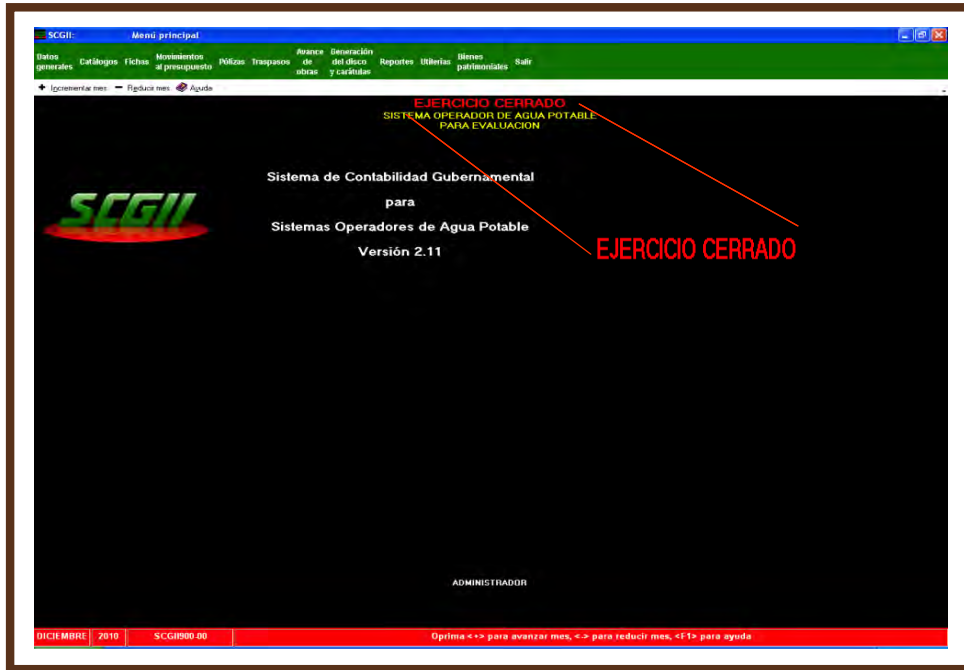 SCGII: Menú principal
Datos generales Catálogos Fichas Movimientos al presupuesto Pólizas Traspasos Avance de obras Generación del disco y carátulas Reportes Utilerías Bienes patrimoniales Salir
+ Incrementar mes - Reducir mes Ayuda
EJERCICIO CERRADO
SISTEMA OPERADOR DE AGUA POTABLE
PARA EVALUACION
Sistema de Contabilidad Gubernamental
SCGII
para
Sistemas Operadores de Agua Potable
EJERCICIO CERRADO
Versión 2.11
ADMINISTRADOR
DICIEMBRE 2010 SCGII900-00 Oprima <+> para avanzar mes, <-> para reducir mes, <F1> para ayuda